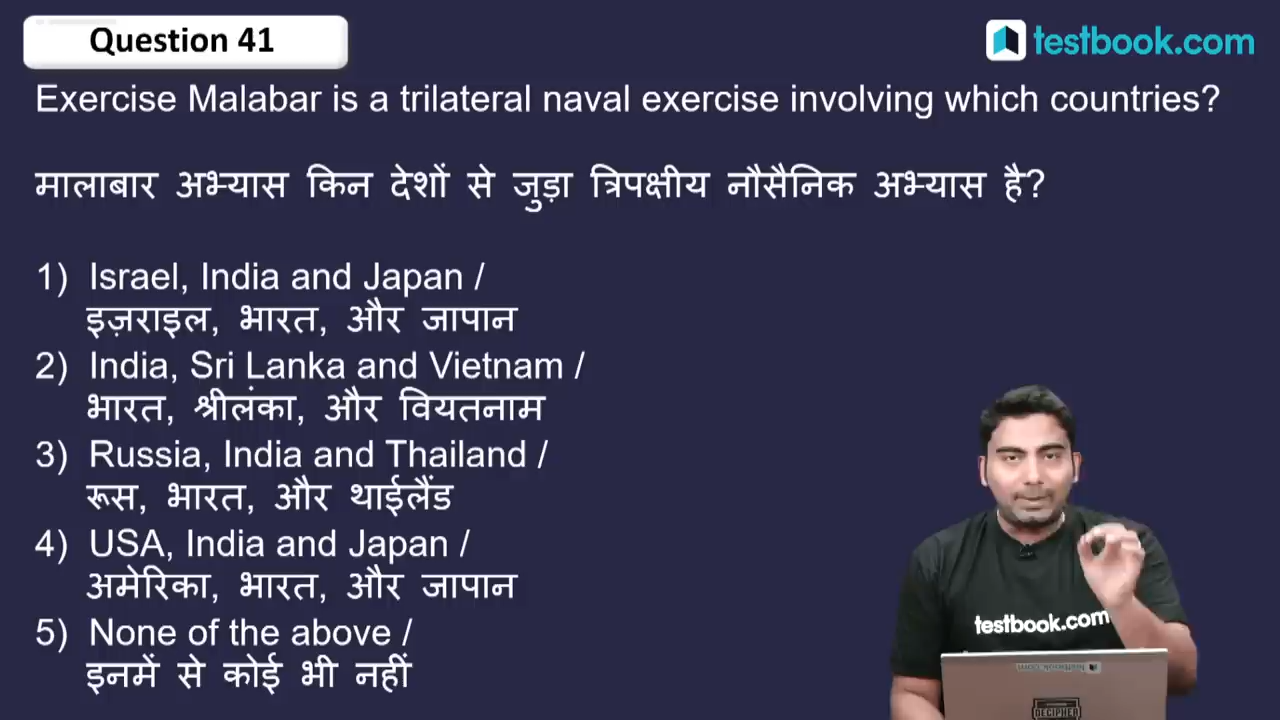 Question 41
testbook.com
Exercise Malabar is a trilateral naval exercise involving which countries?
मालाबार अभ्यास किन देशों से जुड़ा त्रिपक्षीय नौसैनिक अभ्यास है?
1) Israel, India and Japan /
इज़राइल, भारत, और जापान
2) India, Sri Lanka and Vietnam /
भारत, श्रीलंका, और वियतनाम
3) Russia, India and Thailand /
रूस, भारत, और थाईलैंड
4) USA, India and Japan /
अमेरिका, भारत, और जापान
5) None of the above /
इनमें से कोई भी नहीं
testbook.com
DECIPHER